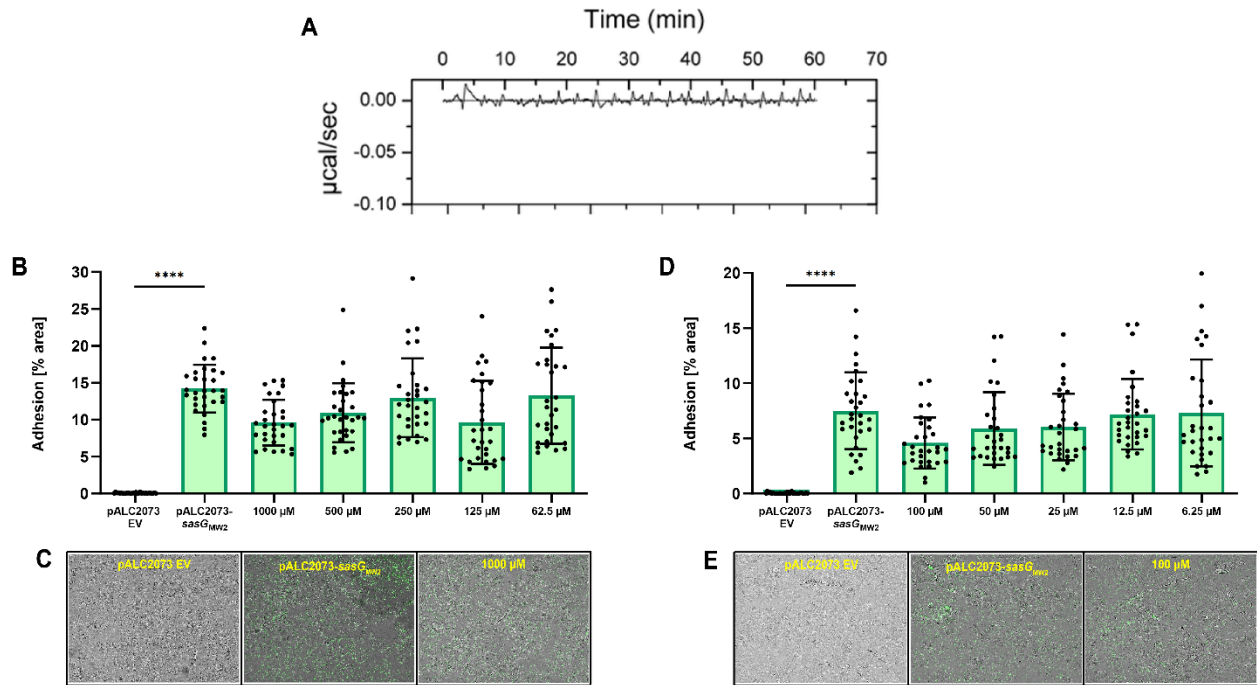 A
Time (min)
0 10 20 30 40 50 60 70
0.00
-0.05
-0.10
µcal/sec
B
****
Adhesion [% area]
30
25
20
15
10
5
0
pALC2073 EV
pALC2073-sasGMW2
1000 µM
500 µM
250 µM
125 µM
62.5 µM
D
****
Adhesion [% area]
20
15
10
5
0
pALC2073 EV
pALC2073-sasGMW2
100 µM
50 µM
25 µM
12.5 µM
6.25 µM
C
pALC2073 EV
pALC2073-sasGMW2
1000 µM
E
pALC2073 EV
pALC2073-sasGMW2
100 µM